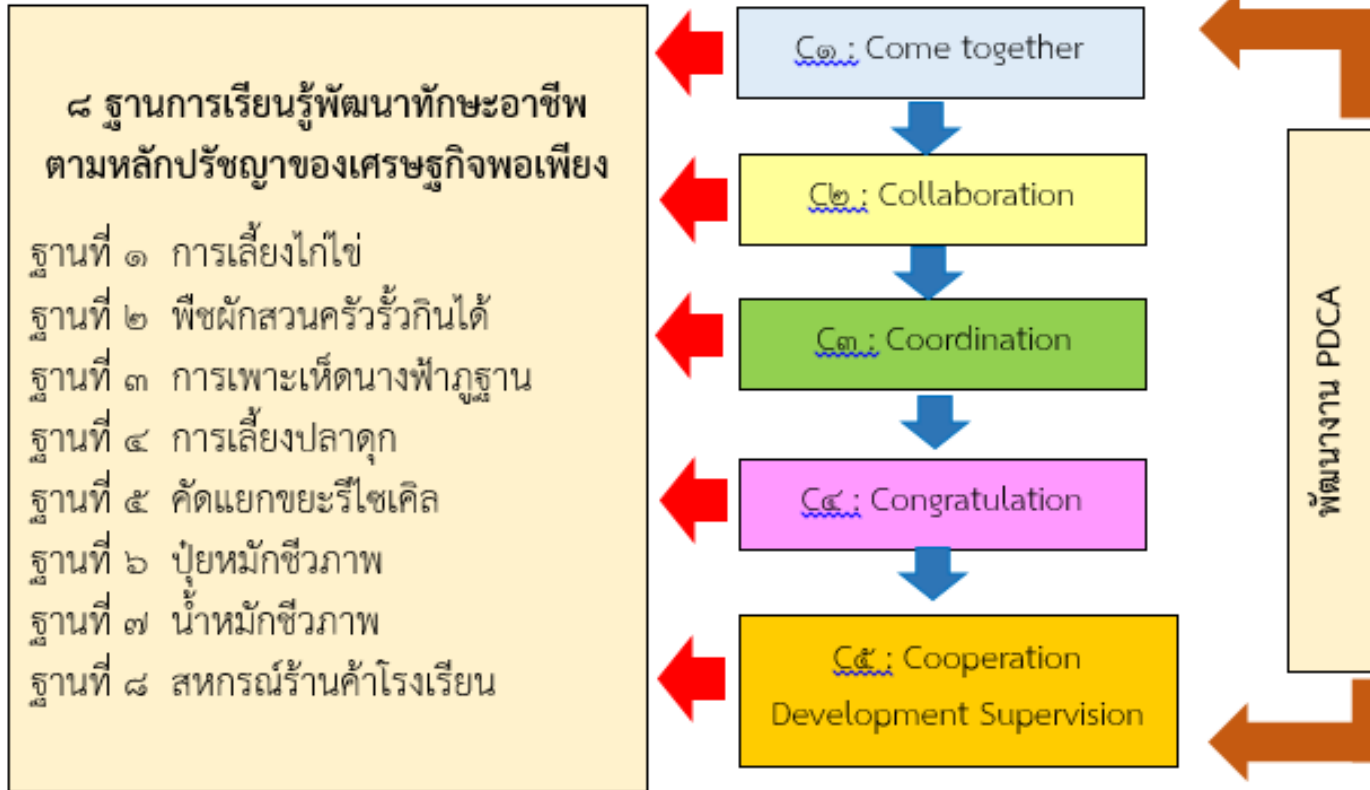 ๘ ฐานการเรียนรู้พัฒนาทักษะอาชีพ
ตามหลักปรัชญาของเศรษฐกิจพอเพียง
ฐานที่ ๑ การเลี้ยงไก่ไข่
ฐานที่ ๒ พืชผักสวนครัวรั้วกินได้
ฐานที่ ๓ การเพาะเห็ดนางฟ้าภูฐาน
ฐานที่ ๔ การเลี้ยงปลาดุก
ฐานที่ ๕ คัดแยกขยะรีไซเคิล
ฐานที่ ๖ ปุ๋ยหมักชีวภาพ
ฐานที่ ๗ น้ำหมักชีวภาพ
ฐานที่ ๘ สหกรณ์ร้านค้าโรงเรียน
C๑ : Come together
C๒ : Collaboration
C๓ : Coordination
C๔ : Congratulation
C๕ : Cooperation
Development Supervision
พัฒนางาน PDCA